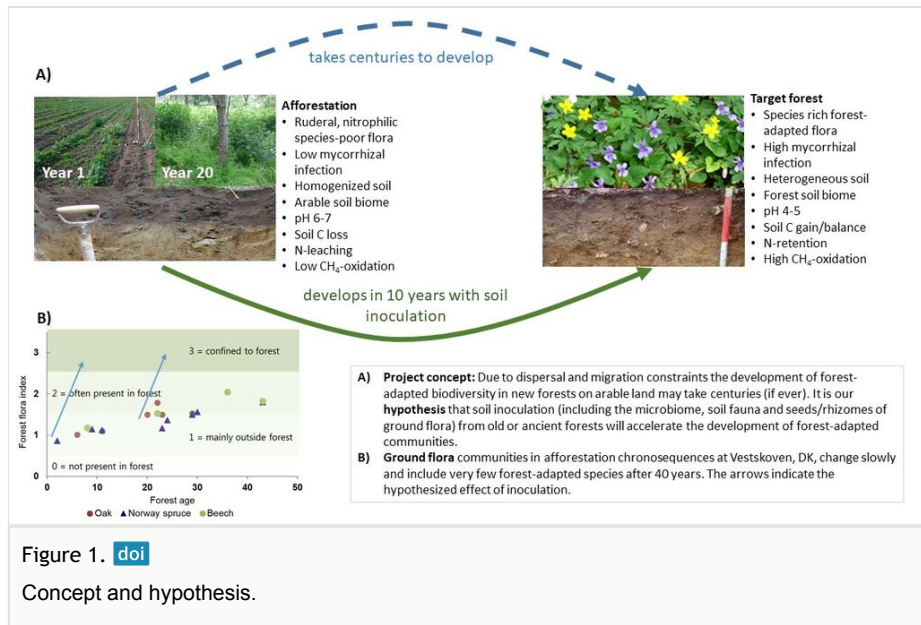 takes centuries to develop
A)
Year 1
Year 20
Afforestation
• Ruderal, nitrophilic
species-poor flora
• Low mycorrhizal
infection
• Homogenized soil
• Arable soil biome
• pH 6-7
• Soil C loss
• N-leaching
• Low CH₄-oxidation
Target forest
• Species rich forest-
adapted flora
• High mycorrhizal
infection
• Heterogeneous soil
• Forest soil biome
• pH 4-5
• Soil C gain/balance
• N-retention
• High CH₄-oxidation
develops in 10 years with soil
inoculation
B)
Forest flora index
3
2
1
0
3 = confined to forest
2 = often present in forest
1 = mainly outside forest
0 = not present in forest
0 10 20 30 40 50
Forest age
Oak Norway spruce Beech
A) Project concept: Due to dispersal and migration constraints the development of forest-
adapted biodiversity in new forests on arable land may take centuries (if ever). It is our
hypothesis that soil inoculation (including the microbiome, soil fauna and seeds/rhizomes of
ground flora) from old or ancient forests will accelerate the development of forest-adapted
communities.
B) Ground flora communities in afforestation chronosequences at Vestskoven, DK, change slowly
and include very few forest-adapted species after 40 years. The arrows indicate the
hypothesized effect of inoculation.
Figure 1. doi
Concept and hypothesis.